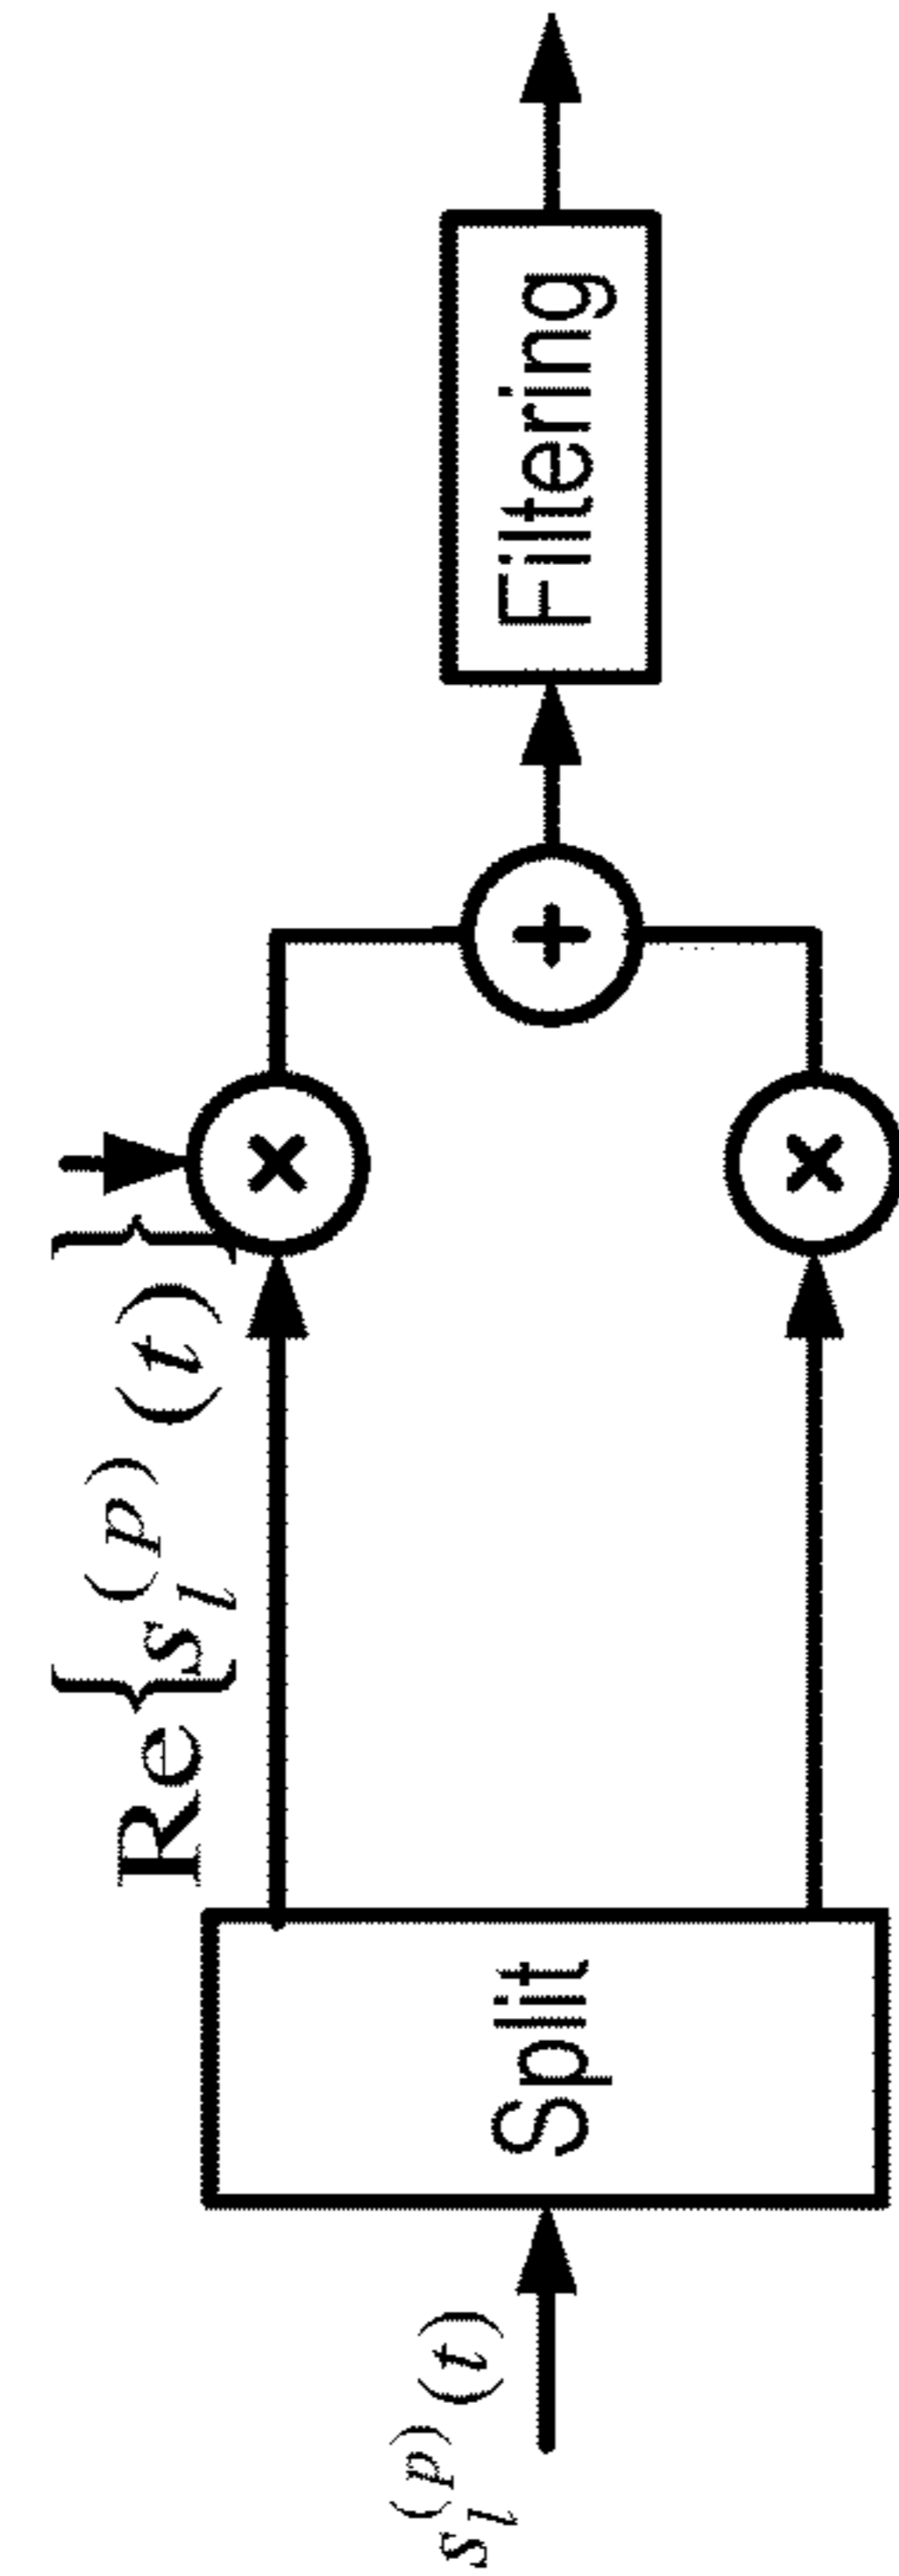 s_l^{(p)}(t)
Split
Re{s_l^{(p)}(t)}
×
×
+
Filtering